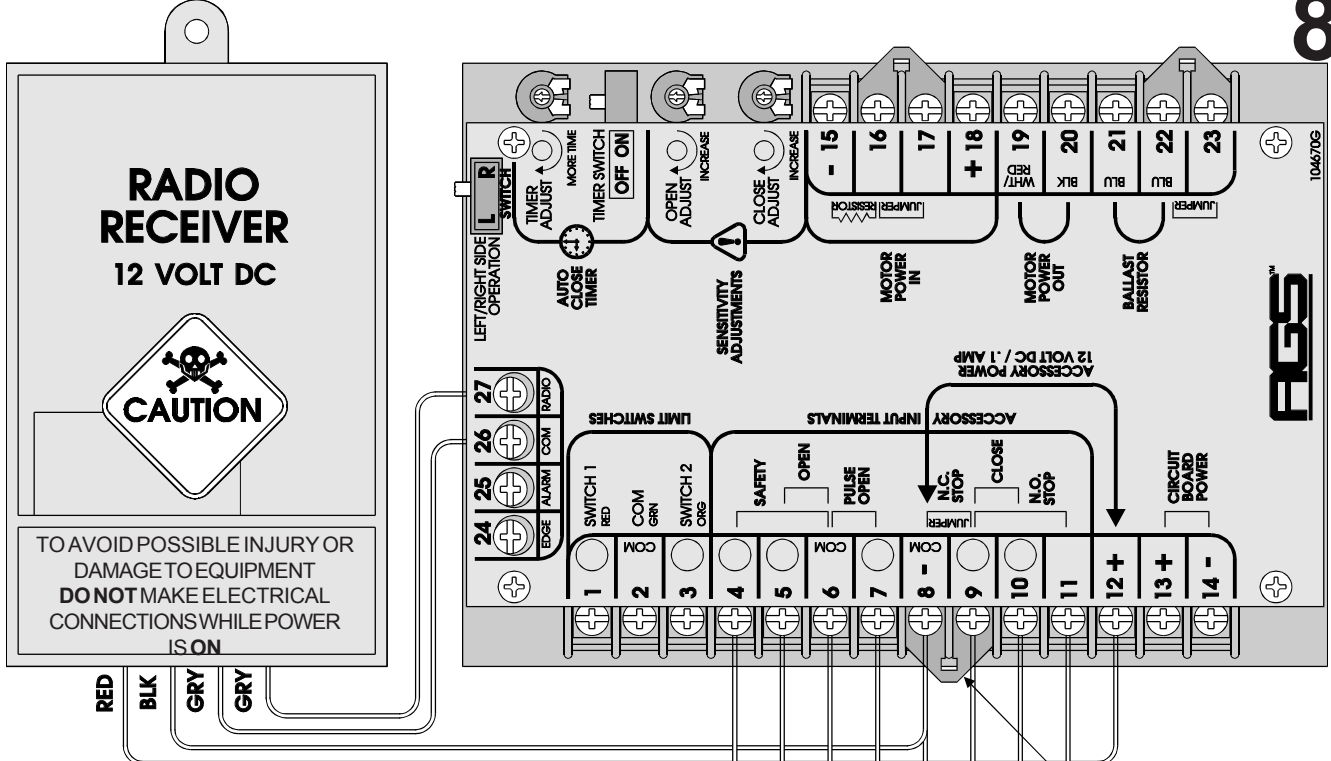 8
RADIO
RECEIVER
12 VOLT DC
CAUTION
TO AVOID POSSIBLE INJURY OR
DAMAGE TO EQUIPMENT
DO NOT MAKE ELECTRICAL
CONNECTIONS WHILE POWER
IS ON
RED
BLK
GRY
GRY
L R
SWITCH
LEFT/RIGHT SIDE
OPERATION
TIMER
ADJUST
MORE TIME
TIMER SWITCH
OFF ON
AUTO
CLOSE
TIMER
OPEN
ADJUST
INCREASE
CLOSE
ADJUST
INCREASE
SENSITIVITY
ADJUSTMENTS
- 15
16
17
+ 18
19
20
21
22
23
WHT/
RED
BLK
BLU
BLU
RESISTOR
JUMPER
JUMPER
MOTOR
POWER
IN
MOTOR
POWER
OUT
BALLAST
RESISTOR
104670G
AGS™
ACCESSORY POWER
12 VOLT DC / .1 AMP
27
RADIO
26
COM
25
ALARM
24
EDGE
LIMIT SWITCHES
ACCESSORY INPUT TERMINALS
SWITCH 1
RED
COM
GRN
SWITCH 2
ORG
SAFETY
OPEN
PULSE
OPEN
N.C.
STOP
JUMPER
CLOSE
N.O.
STOP
CIRCUIT
BOARD
POWER
COM
COM
COM
1
2
3
4
5
6
7
8 -
9
10
11
12 +
13 +
14 -